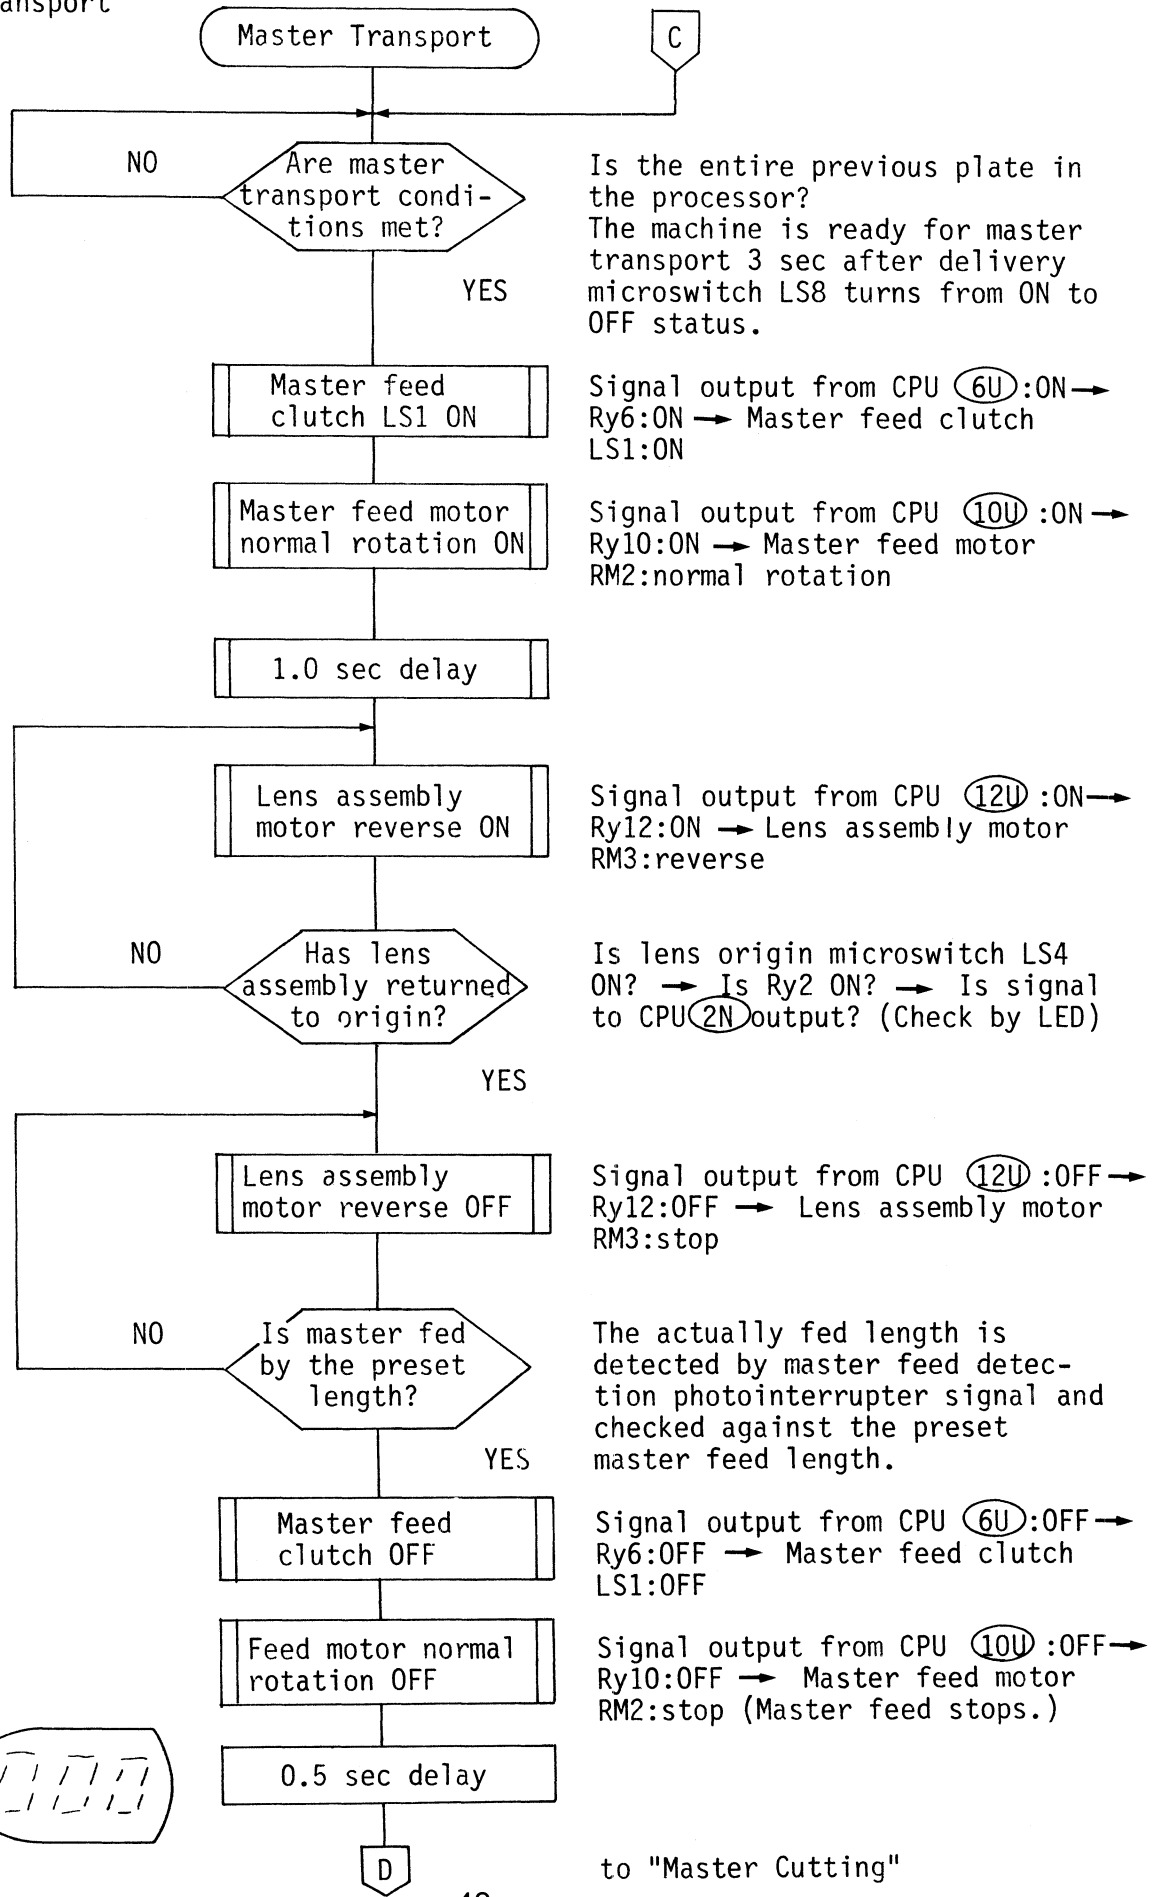 Master Transport
C
NO
Are master
transport condi-
tions met?
YES
Is the entire previous plate in
the processor?
The machine is ready for master
transport 3 sec after delivery
microswitch LS8 turns from ON to
OFF status.
Master feed
clutch LS1 ON
Signal output from CPU 6U :ON→
Ry6:ON → Master feed clutch
LS1:ON
Master feed motor
normal rotation ON
Signal output from CPU 10U :ON→
Ry10:ON → Master feed motor
RM2:normal rotation
1.0 sec delay
Lens assembly
motor reverse ON
Signal output from CPU 12U :ON→
Ry12:ON → Lens assembly motor
RM3:reverse
NO
Has lens
assembly returned
to origin?
YES
Is lens origin microswitch LS4
ON? → Is Ry2 ON? → Is signal
to CPU 2N output? (Check by LED)
Lens assembly
motor reverse OFF
Signal output from CPU 12U :OFF→
Ry12:OFF → Lens assembly motor
RM3:stop
NO
Is master fed
by the preset
length?
YES
The actually fed length is
detected by master feed detec-
tion photointerrupter signal and
checked against the preset
master feed length.
Master feed
clutch OFF
Signal output from CPU 6U :OFF→
Ry6:OFF → Master feed clutch
LS1:OFF
Feed motor normal
rotation OFF
Signal output from CPU 10U :OFF→
Ry10:OFF → Master feed motor
RM2:stop (Master feed stops.)
000
0.5 sec delay
D
to "Master Cutting"